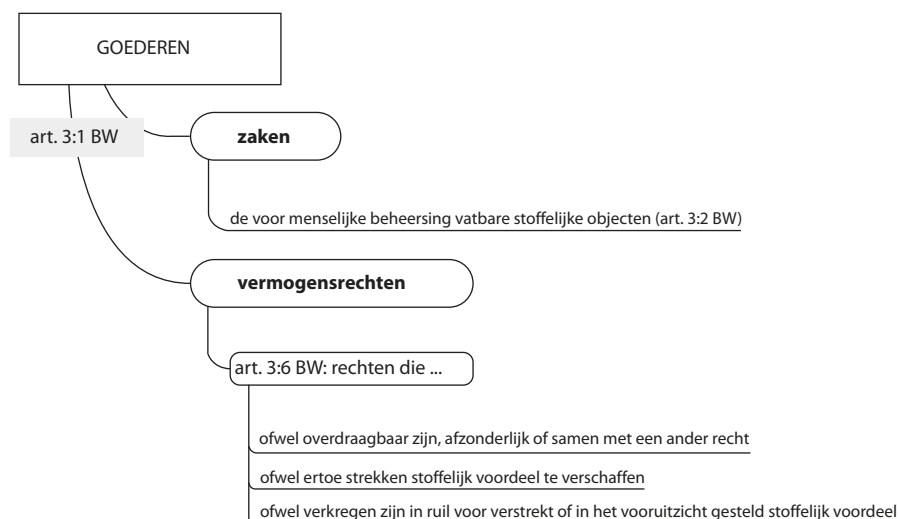 GOEDEREN
art. 3:1 BW
zaken
de voor menselijke beheersing vatbare stoffelijke objecten (art. 3:2 BW)
vermogensrechten
art. 3:6 BW: rechten die ...
ofwel overdraagbaar zijn, afzonderlijk of samen met een ander recht
ofwel ertoe strekken stoffelijk voordeel te verschaffen
ofwel verkregen zijn in ruil voor verstrekt of in het vooruitzicht gesteld stoffelijk voordeel